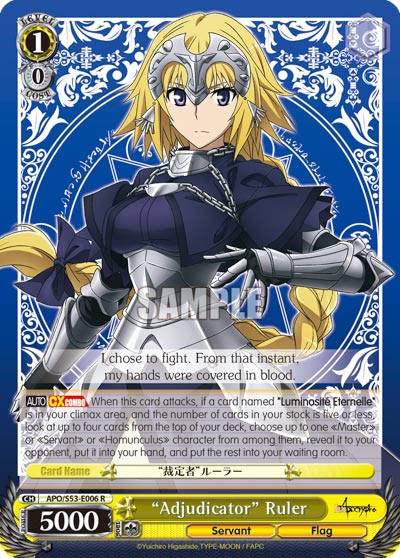 LEVEL
1
0
COST
SAMPLE
I chose to fight. From that instant,
my hands were covered in blood.
AUTO CX COMBO When this card attacks, if a card named "Luminosité Eternelle"
is in your climax area, and the number of cards in your stock is five or less,
look at up to four cards from the top of your deck, choose up to one «Master»
or «Servant» or «Homunculus» character from among them, reveal it to your
opponent, put it into your hand, and put the rest into your waiting room.
Card Name "裁定者"ルーラー
CH APO/S53-E006 R
5000
"Adjudicator" Ruler
Apocrypha
Servant Flag
©Yuichiro Higashide,TYPE-MOON / FAPC